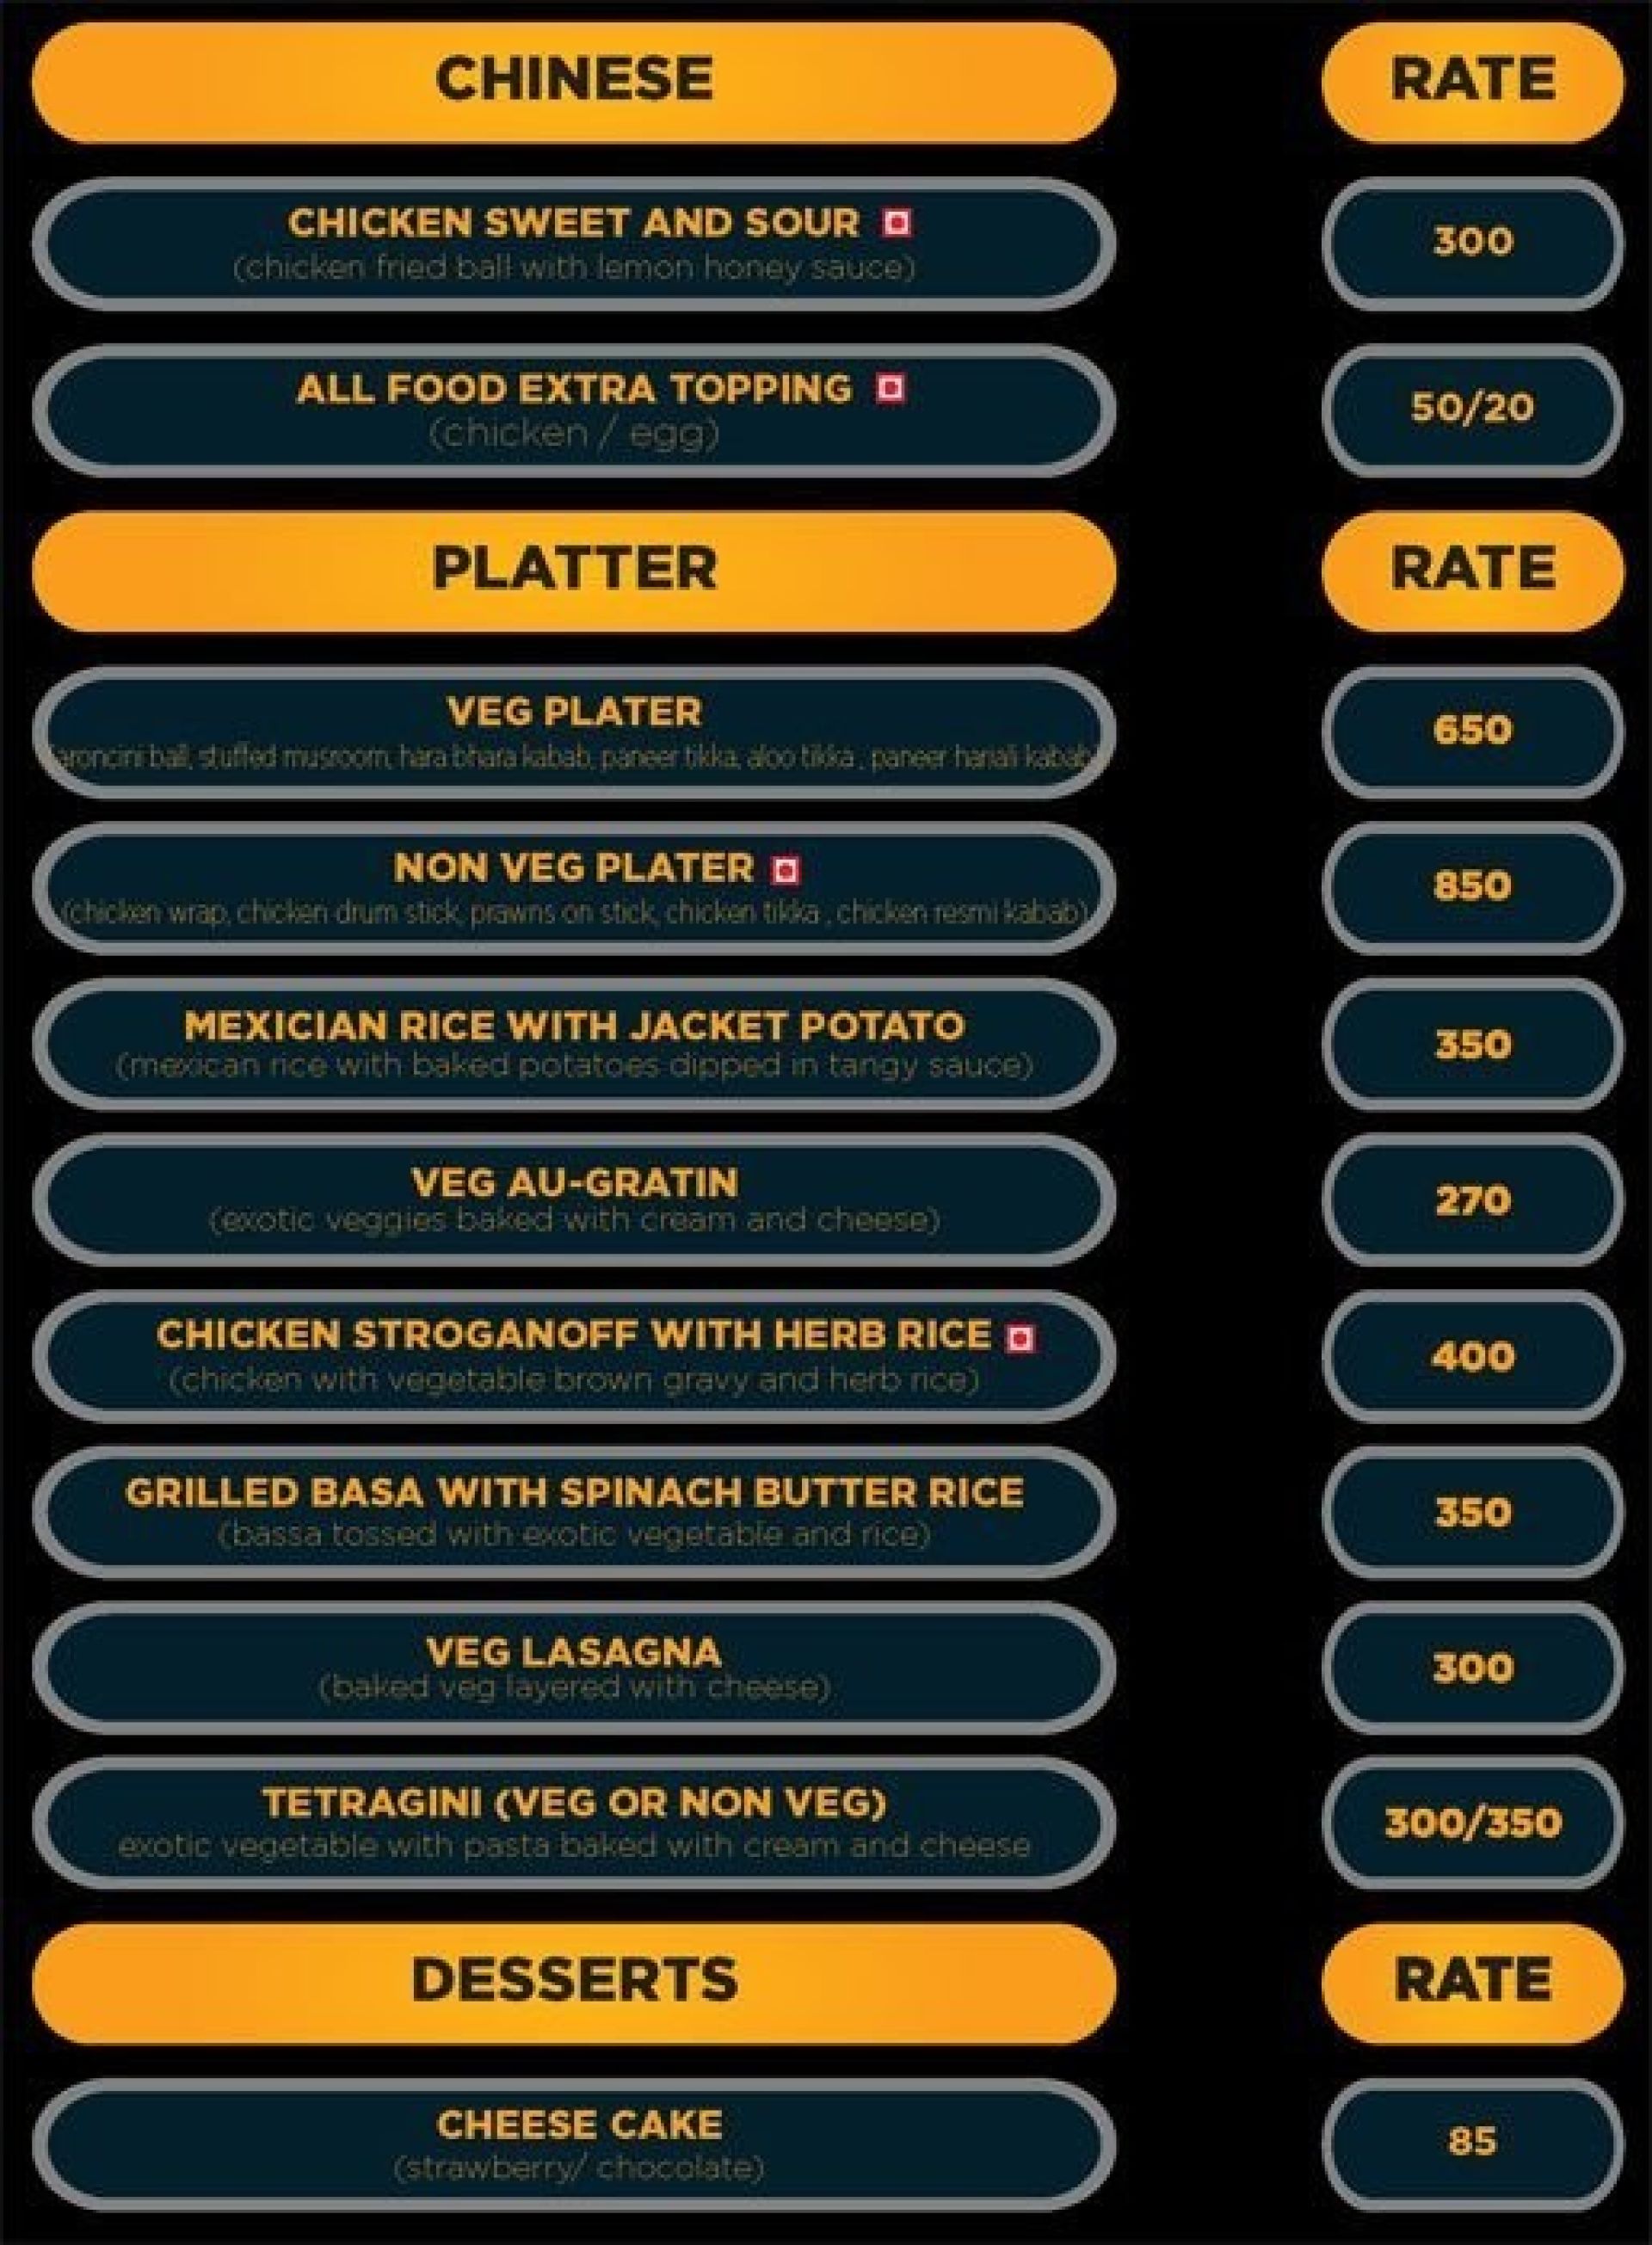 CHINESE RATE
CHICKEN SWEET AND SOUR
(chicken fried ball with lemon honey sauce)
300
ALL FOOD EXTRA TOPPING
(chicken / egg)
50/20
PLATTER RATE
VEG PLATER
ball, stuffed musroom, hara bhara kabab, paneer tikka, aloo tikka , paneer hariali kabab
650
NON VEG PLATER
(chicken wrap, chicken drum stick, prawns on stick, chicken tikka , chicken resmi kabab)
850
MEXICIAN RICE WITH JACKET POTATO
(mexican rice with baked potatoes dipped in tangy sauce)
350
VEG AU-GRATIN
(exotic veggies baked with cream and cheese)
270
CHICKEN STROGANOFF WITH HERB RICE
(chicken with vegetable brown gravy and herb rice)
400
GRILLED BASA WITH SPINACH BUTTER RICE
(bassa tossed with exotic vegetable and rice)
350
VEG LASAGNA
(baked veg layered with cheese)
300
TETRAGINI (VEG OR NON VEG)
exotic vegetable with pasta baked with cream and cheese
300/350
DESSERTS RATE
CHEESE CAKE
(strawberry/ chocolate)
85